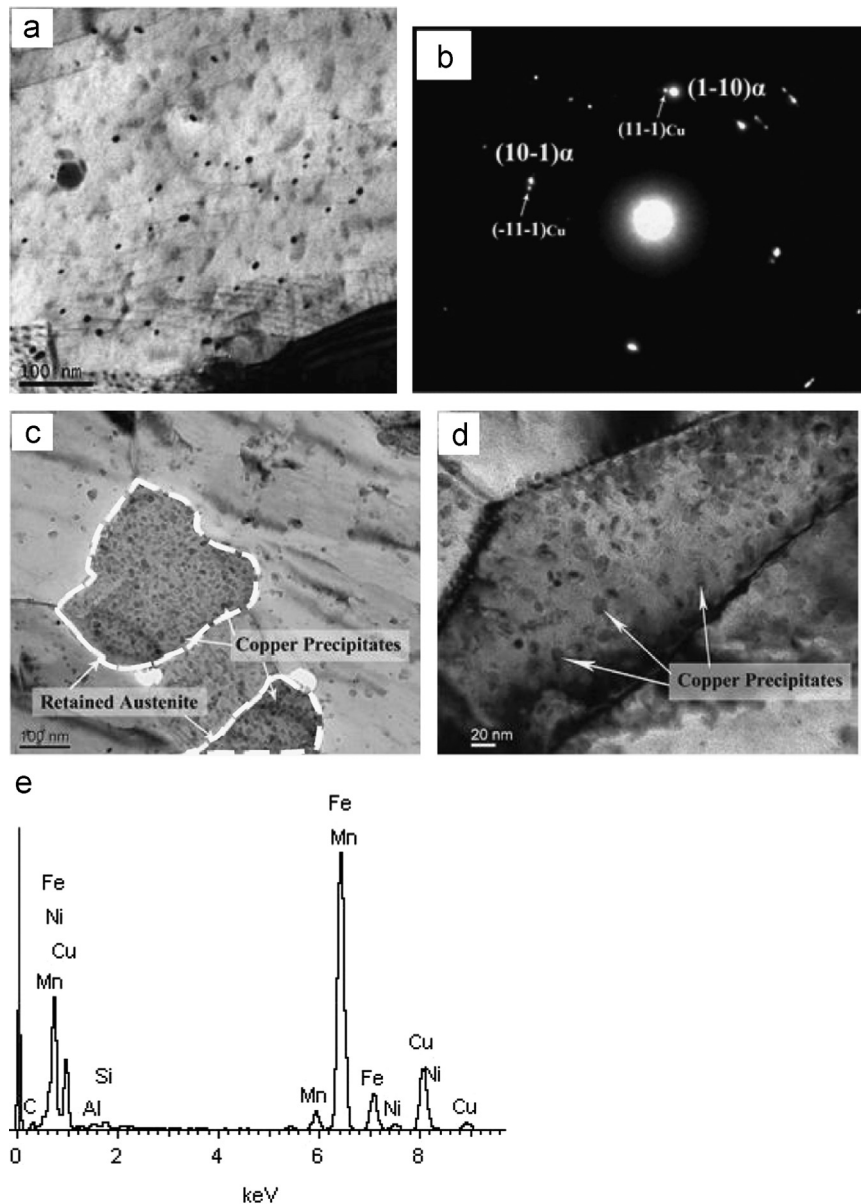 a
100 nm
b
(1-10)α
(11-1)Cu
(10-1)α
(-11-1)Cu
c
Copper Precipitates
Retained Austenite
100 nm
d
Copper Precipitates
20 nm
e
Fe
Mn
Fe
Ni
Cu
Mn
C
Al
Si
Mn
Fe
Ni
Cu
Ni
Cu
0 2 4 6 8
keV